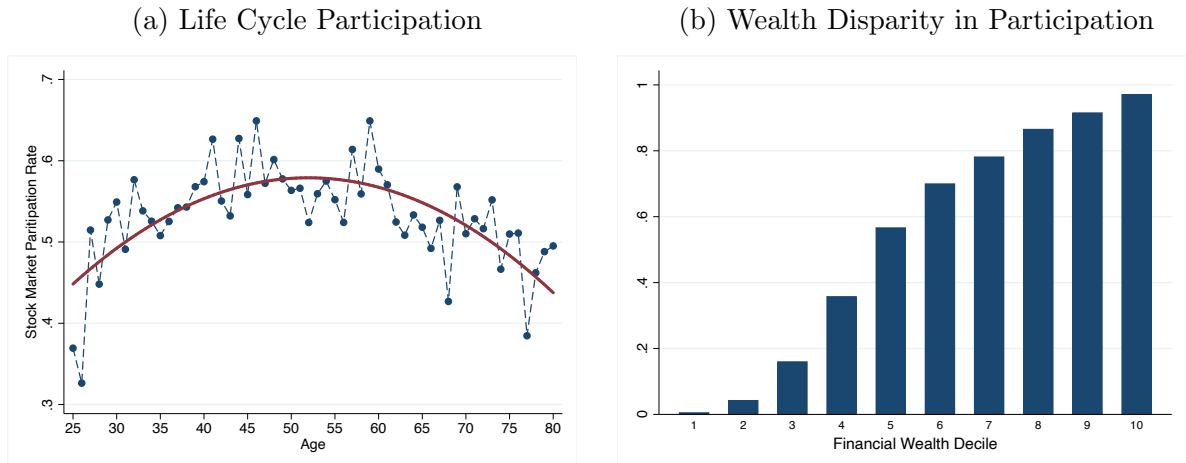 (a) Life Cycle Participation
(b) Wealth Disparity in Participation
Stock Market Paritipation Rate
.7
.6
.5
.4
.3
25 30 35 40 45 50 55 60 65 70 75 80
Age
1
.8
.6
.4
.2
0
1 2 3 4 5 6 7 8 9 10
Financial Wealth Decile